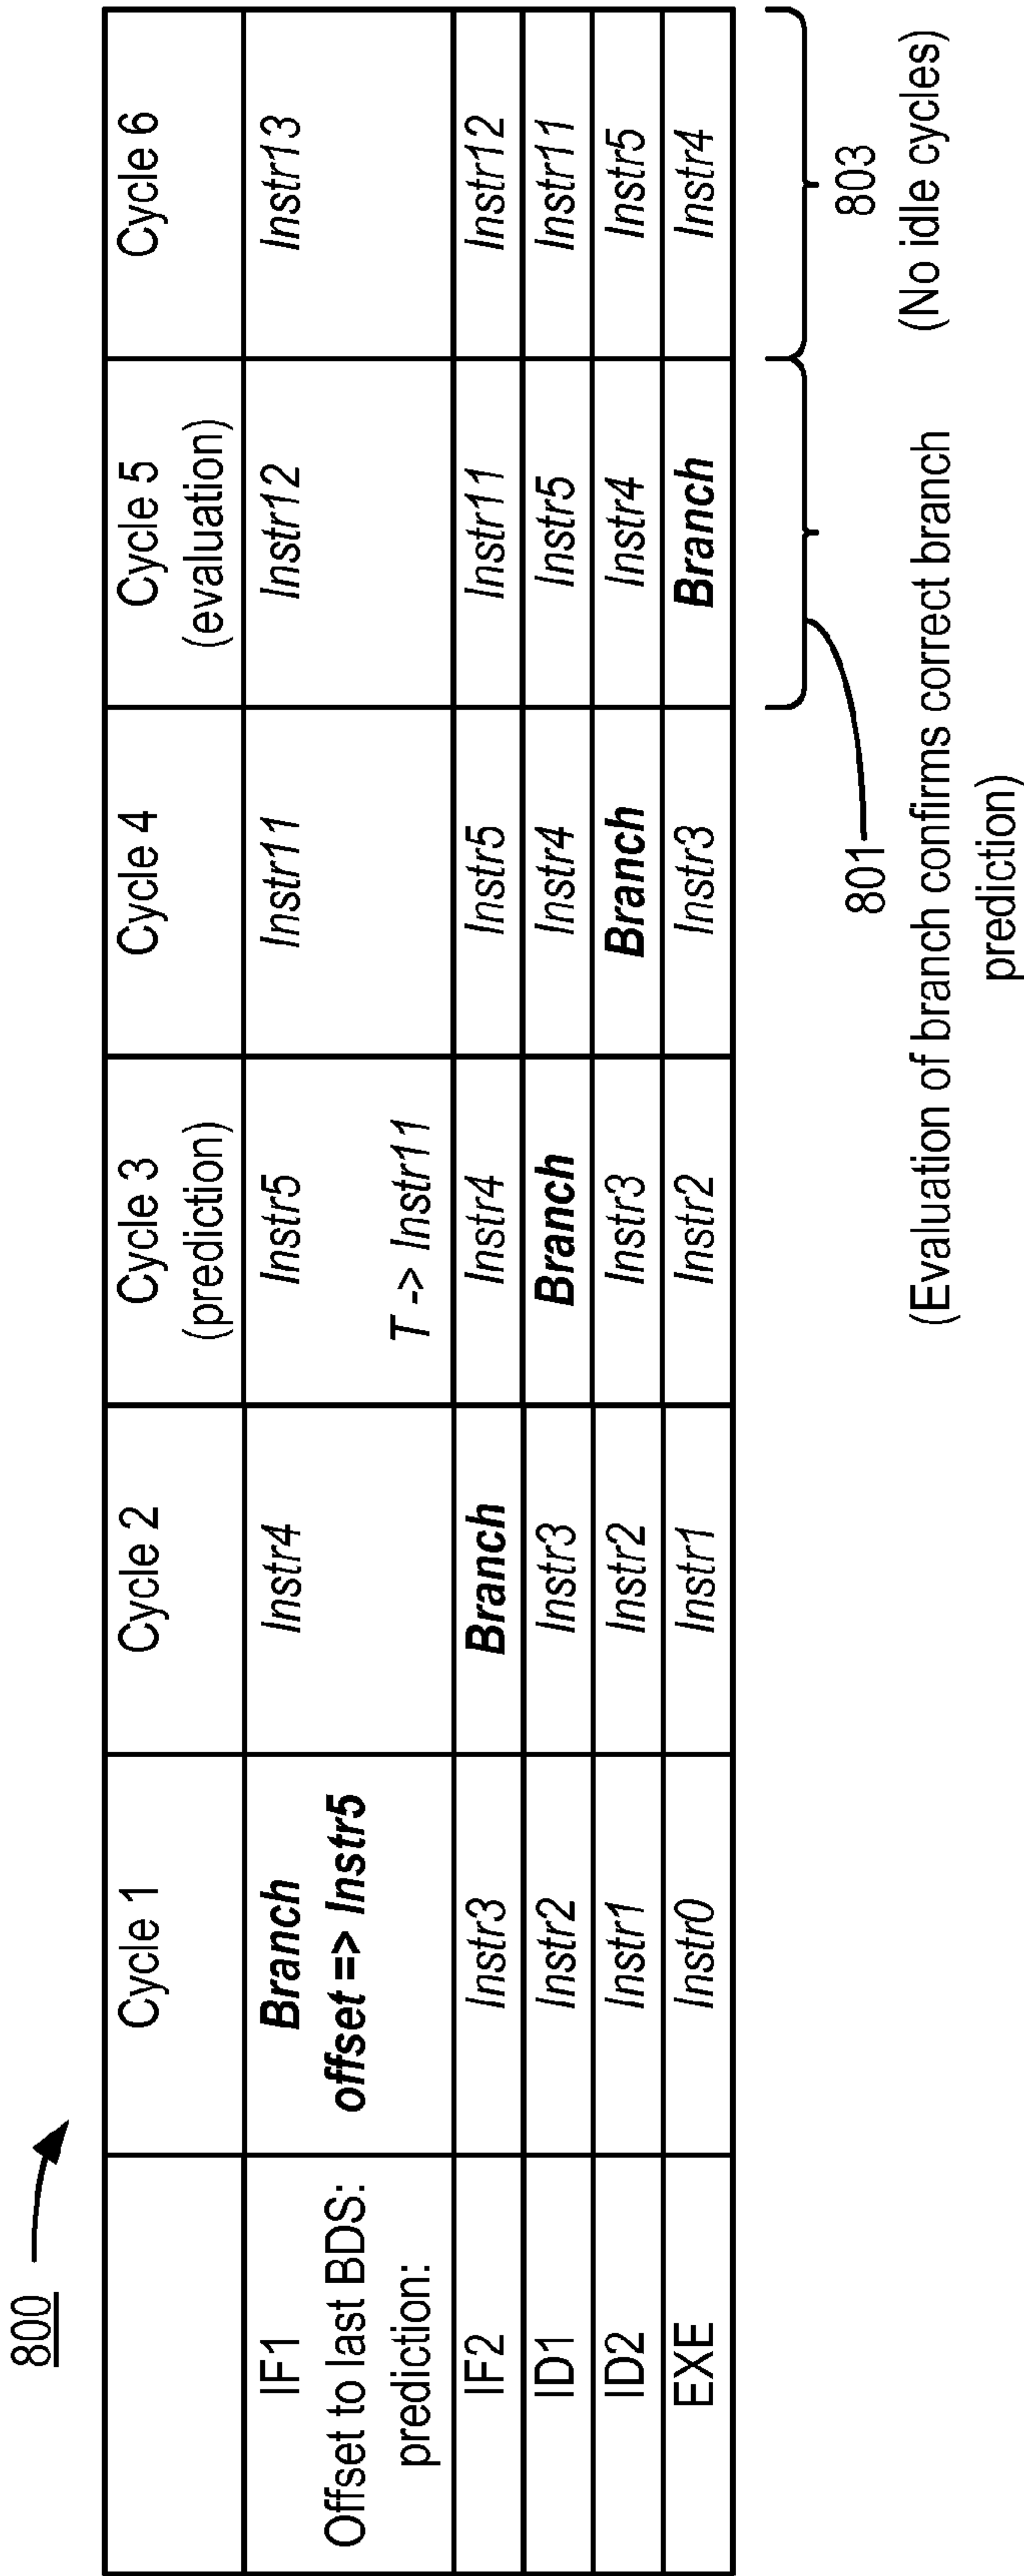 800
Cycle 1
Cycle 2
Cycle 3
(prediction)
Cycle 4
Cycle 5
(evaluation)
Cycle 6
IF1
Offset to last BDS:
prediction:
Branch
offset => Instr5
Instr4
Instr5
T -> Instr11
Instr11
Instr12
Instr13
IF2
Instr3
Branch
Instr4
Instr5
Instr11
Instr12
ID1
Instr2
Instr3
Branch
Instr4
Instr5
Instr11
ID2
Instr1
Instr2
Instr3
Branch
Instr4
Instr5
EXE
Instr0
Instr1
Instr2
Instr3
Branch
Instr4
801
(Evaluation of branch confirms correct branch
prediction)
803
(No idle cycles)